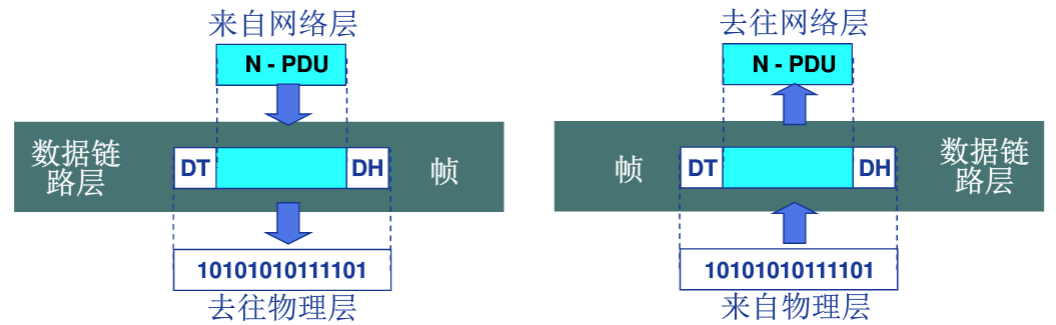 来自网络层
N - PDU
数据链
路层
DT
DH
帧
10101010111101
去往物理层
去往网络层
N - PDU
帧
DT
DH
数据链
路层
10101010111101
来自物理层